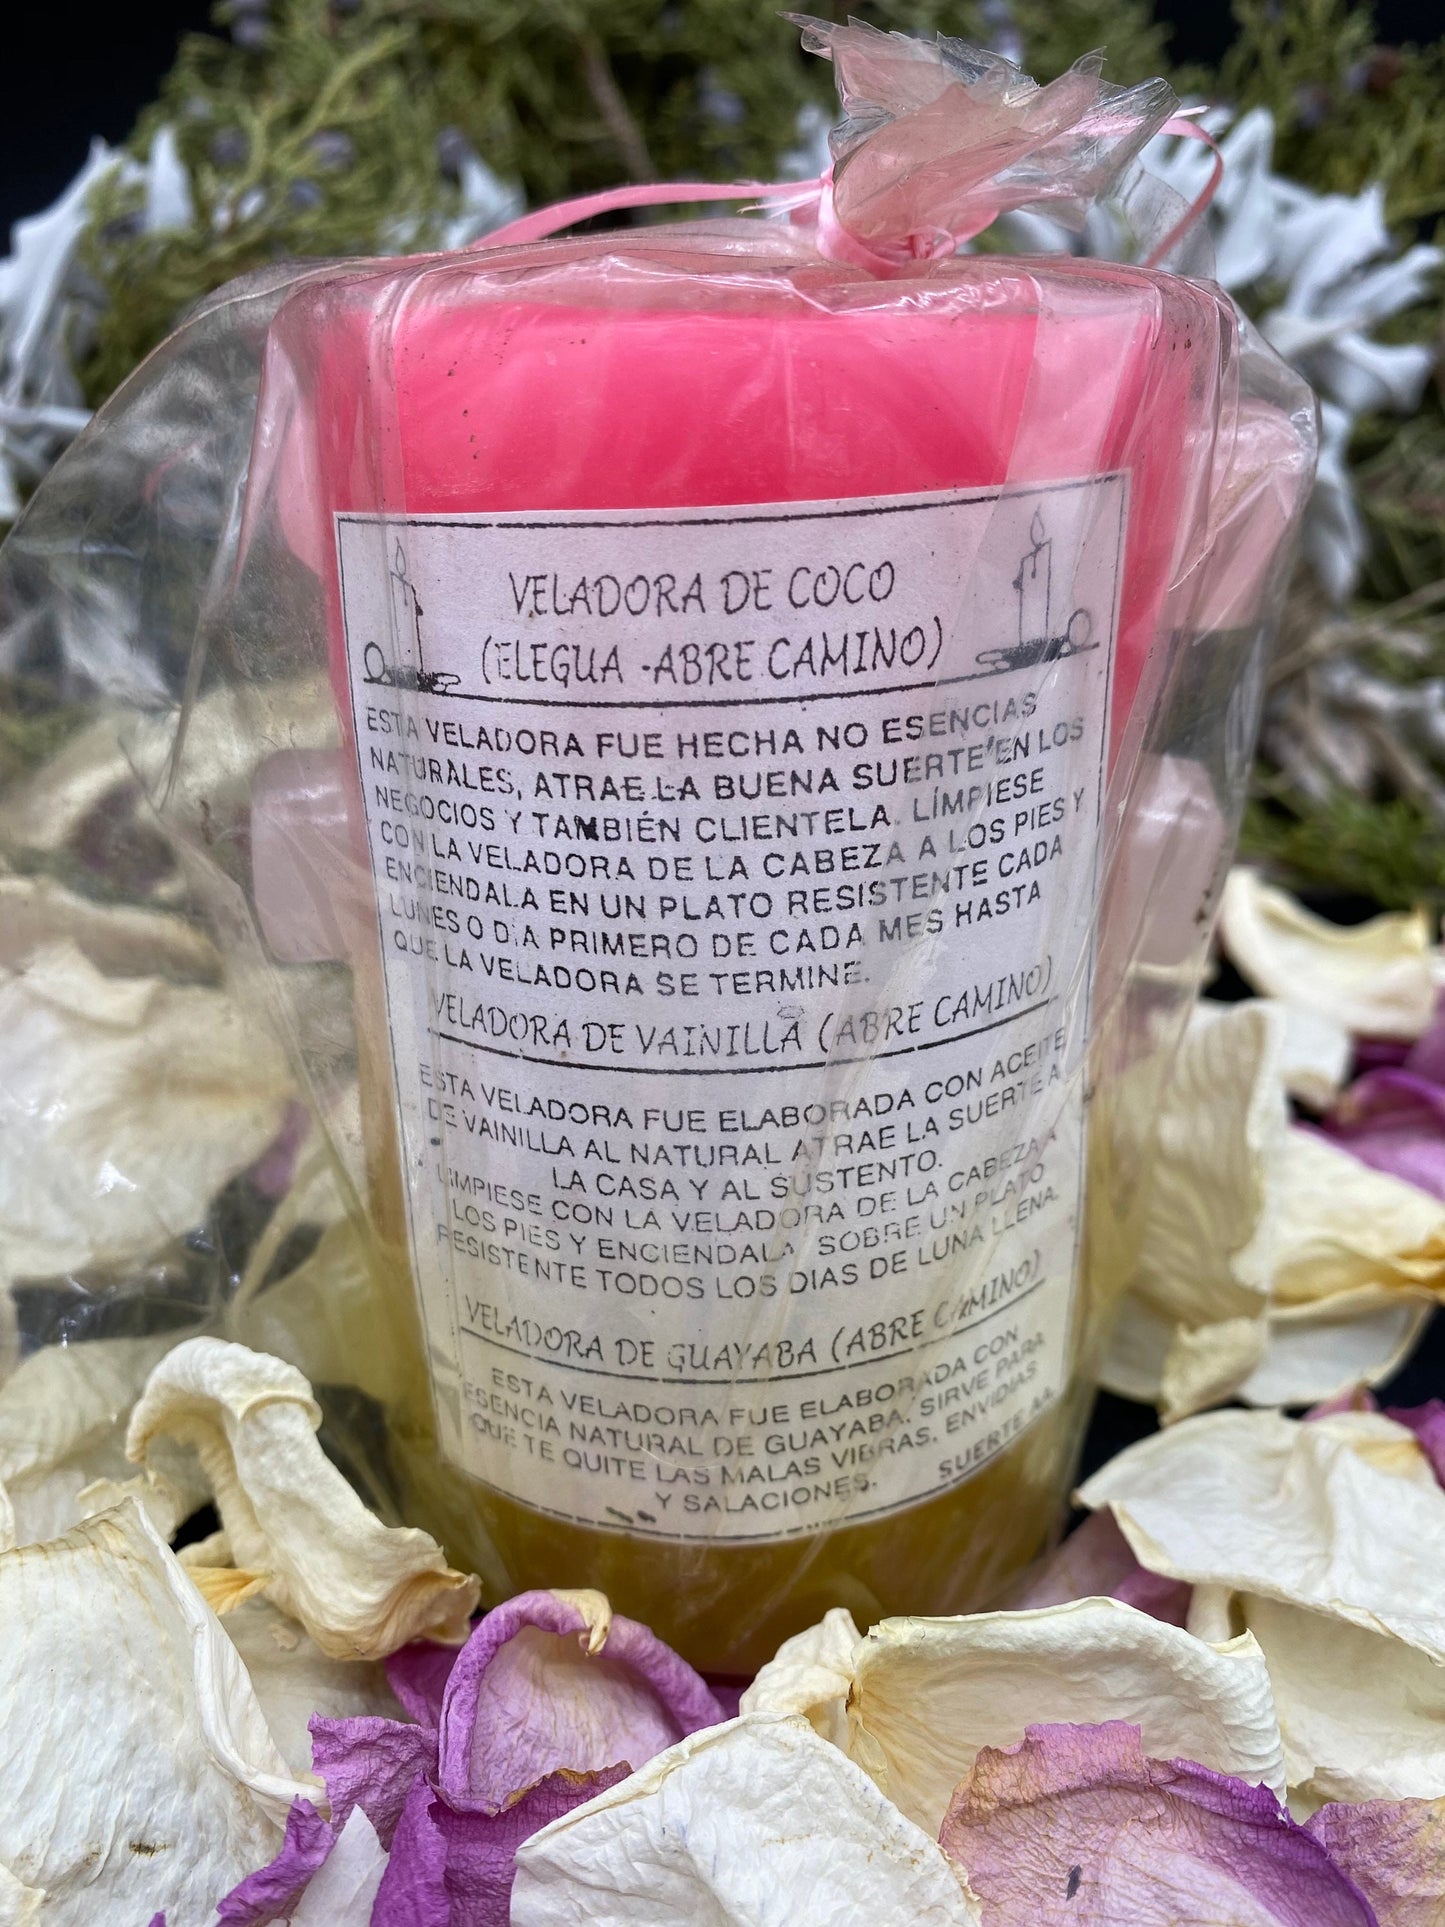 VELADORA DE COCO
(ELEGUA -ABRE CAMINO)
ESTA VELADORA FUE HECHA NO ESENCIAS
NATURALES, ATRAE LA BUENA SUERTE EN LOS
NEGOCIOS Y TAMBIÉN CLIENTELA. LÍMPIESE
CON LA VELADORA DE LA CABEZA A LOS PIES Y
ENCIENDALA EN UN PLATO RESISTENTE CADA
LUNES O DIA PRIMERO DE CADA MES HASTA
QUE LA VELADORA SE TERMINE.
VELADORA DE VAINILLA (ABRE CAMINO)
ESTA VELADORA FUE ELABORADA CON ACEITE
DE VAINILLA AL NATURAL ATRAE LA SUERTE A
LA CASA Y AL SUSTENTO.
LIMPIESE CON LA VELADORA DE LA CABEZA A
LOS PIES Y ENCIENDALA SOBRE UN PLATO
RESISTENTE TODOS LOS DIAS DE LUNA LLENA.
VELADORA DE GUAYABA (ABRE CAMINO)
ESTA VELADORA FUE ELABORADA CON
ESENCIA NATURAL DE GUAYABA. SIRVE PARA
QUE TE QUITE LAS MALAS VIBRAS, ENVIDIAS
Y SALACIONES. SUERTE AA.